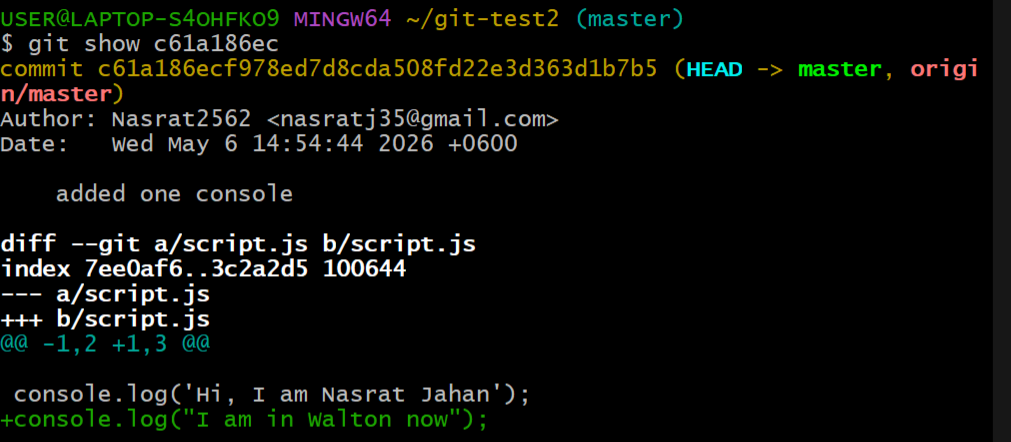 USER@LAPTOP-S4OHFKO9 MINGW64 ~/git-test2 (master)
$ git show c61a186ec
commit c61a186ecf978ed7d8cda508fd22e3d363d1b7b5 (HEAD -> master, origi
n/master)
Author: Nasrat2562 <nasratj35@gmail.com>
Date:   Wed May 6 14:54:44 2026 +0600
    added one console
diff --git a/script.js b/script.js
index 7ee0af6..3c2a2d5 100644
--- a/script.js
+++ b/script.js
@@ -1,2 +1,3 @@
 console.log('Hi, I am Nasrat Jahan');
+console.log("I am in Walton now");